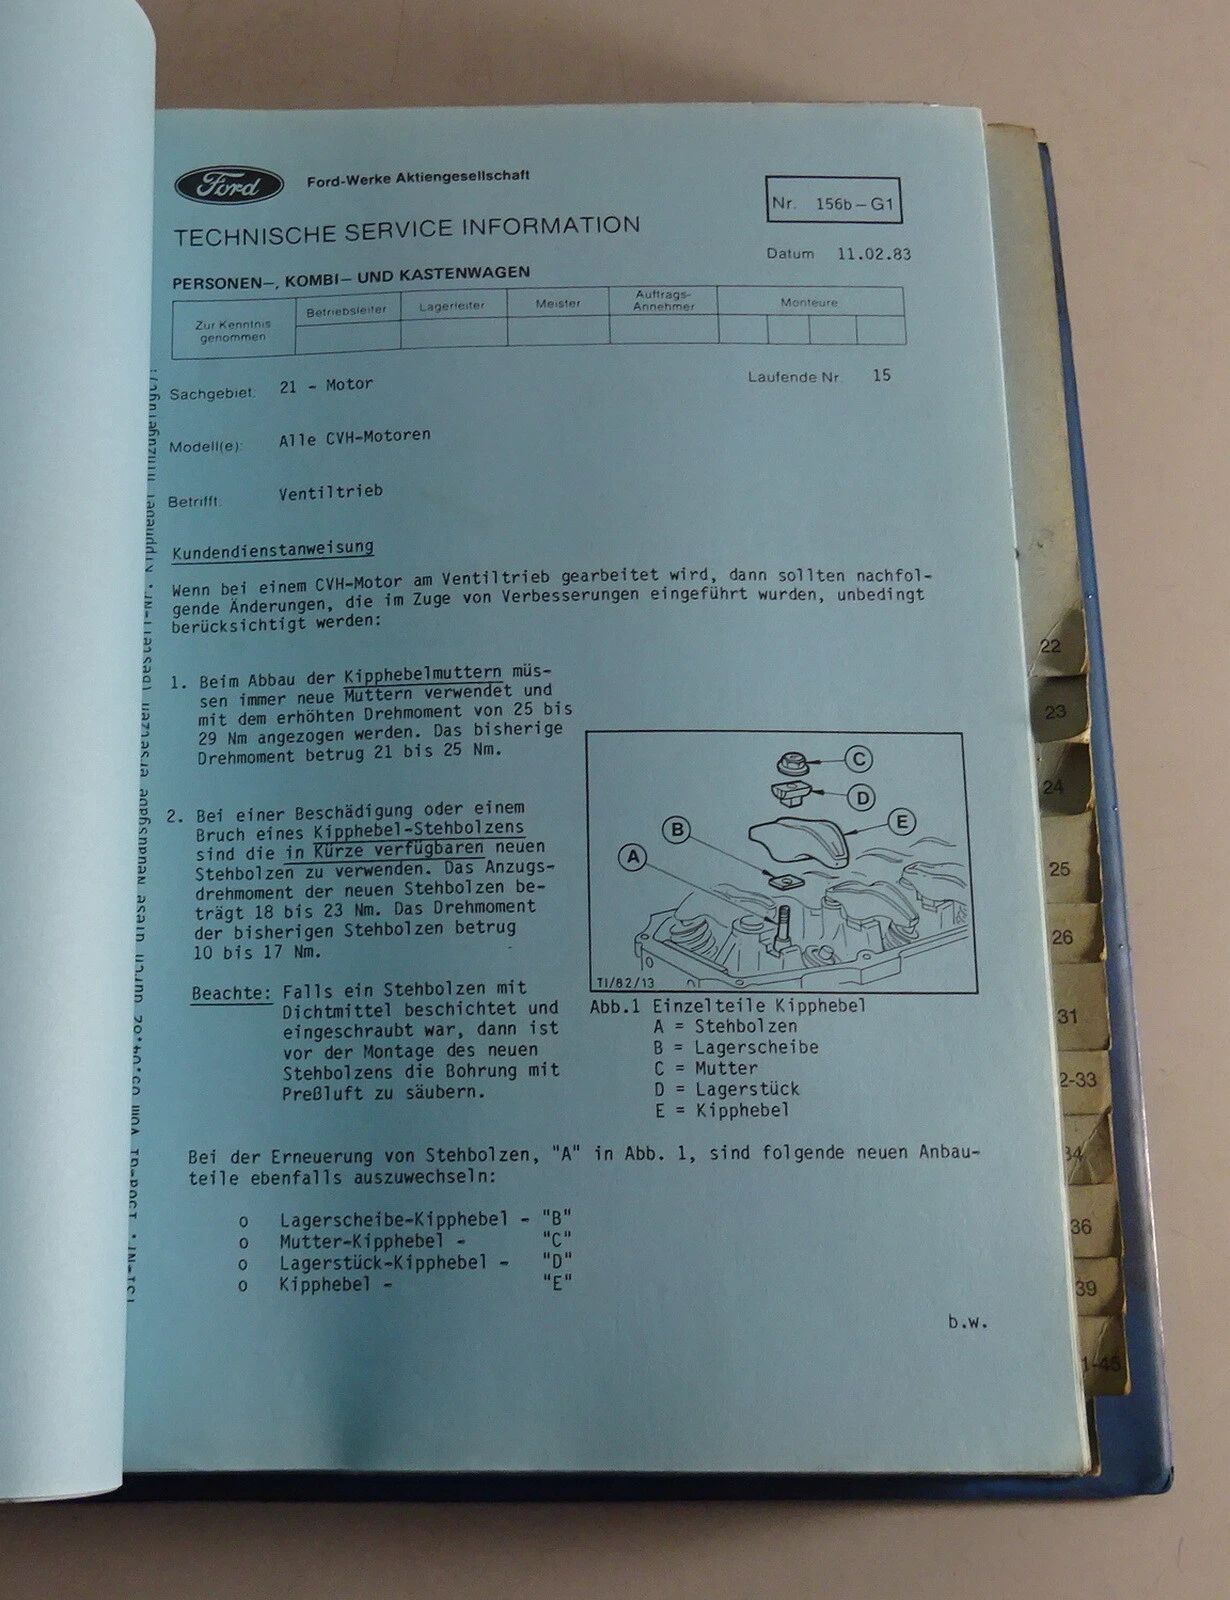 Ford
Ford-Werke Aktiengesellschaft
Nr. 156b-G1
TECHNISCHE SERVICE INFORMATION
Datum 11.02.83
PERSONEN-, KOMBI- UND KASTENWAGEN
Zur Kenntnis genommen
Betriebsleiter
Lagerleiter
Meister
Auftrags-
Annehmer
Monteure
Sachgebiet: 21 - Motor
Laufende Nr. 15
Modell(e): Alle CVH-Motoren
Betrifft: Ventiltrieb
Kundendienstanweisung
Wenn bei einem CVH-Motor am Ventiltrieb gearbeitet wird, dann sollten nachfol-
gende Änderungen, die im Zuge von Verbesserungen eingeführt wurden, unbedingt
berücksichtigt werden:
1. Beim Abbau der Kipphebelmuttern müs-
sen immer neue Muttern verwendet und
mit dem erhöhten Drehmoment von 25 bis
29 Nm angezogen werden. Das bisherige
Drehmoment betrug 21 bis 25 Nm.
2. Bei einer Beschädigung oder einem
Bruch eines Kipphebel-Stehbolzens
sind die in Kürze verfügbaren neuen
Stehbolzen zu verwenden. Das Anzugs-
drehmoment der neuen Stehbolzen be-
trägt 18 bis 23 Nm. Das Drehmoment
der bisherigen Stehbolzen betrug
10 bis 17 Nm.
Beachte: Falls ein Stehbolzen mit
Dichtmittel beschichtet und
eingeschraubt war, dann ist
vor der Montage des neuen
Stehbolzens die Bohrung mit
Preßluft zu säubern.
C
D
E
B
A
TI/82/13
Abb.1 Einzelteile Kipphebel
A = Stehbolzen
B = Lagerscheibe
C = Mutter
D = Lagerstück
E = Kipphebel
Bei der Erneuerung von Stehbolzen, "A" in Abb. 1, sind folgende neuen Anbau-
teile ebenfalls auszuwechseln:
o Lagerscheibe-Kipphebel - "B"
o Mutter-Kipphebel - "C"
o Lagerstück-Kipphebel - "D"
o Kipphebel - "E"
b.w.
22
23
24
25
26
31
2-33
34
36
39
1-45